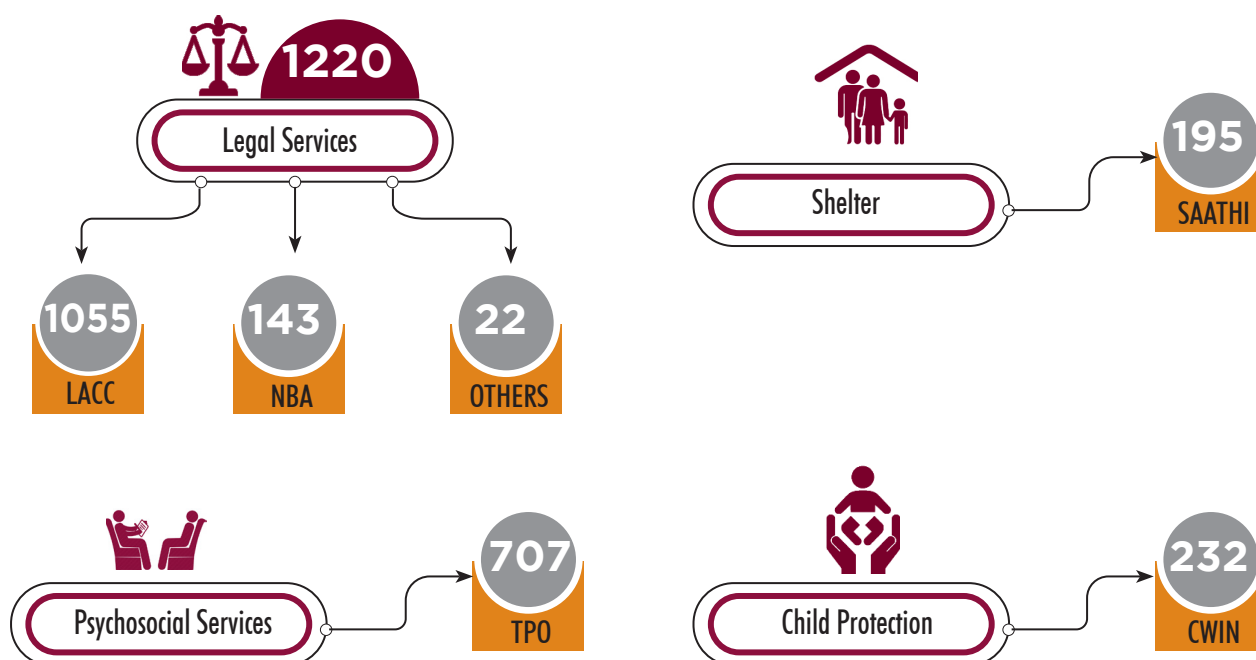 1220
Legal Services
1055
LACC
143
NBA
22
OTHERS
Shelter
195
SAATHI
Psychosocial Services
707
TPO
Child Protection
232
CWIN